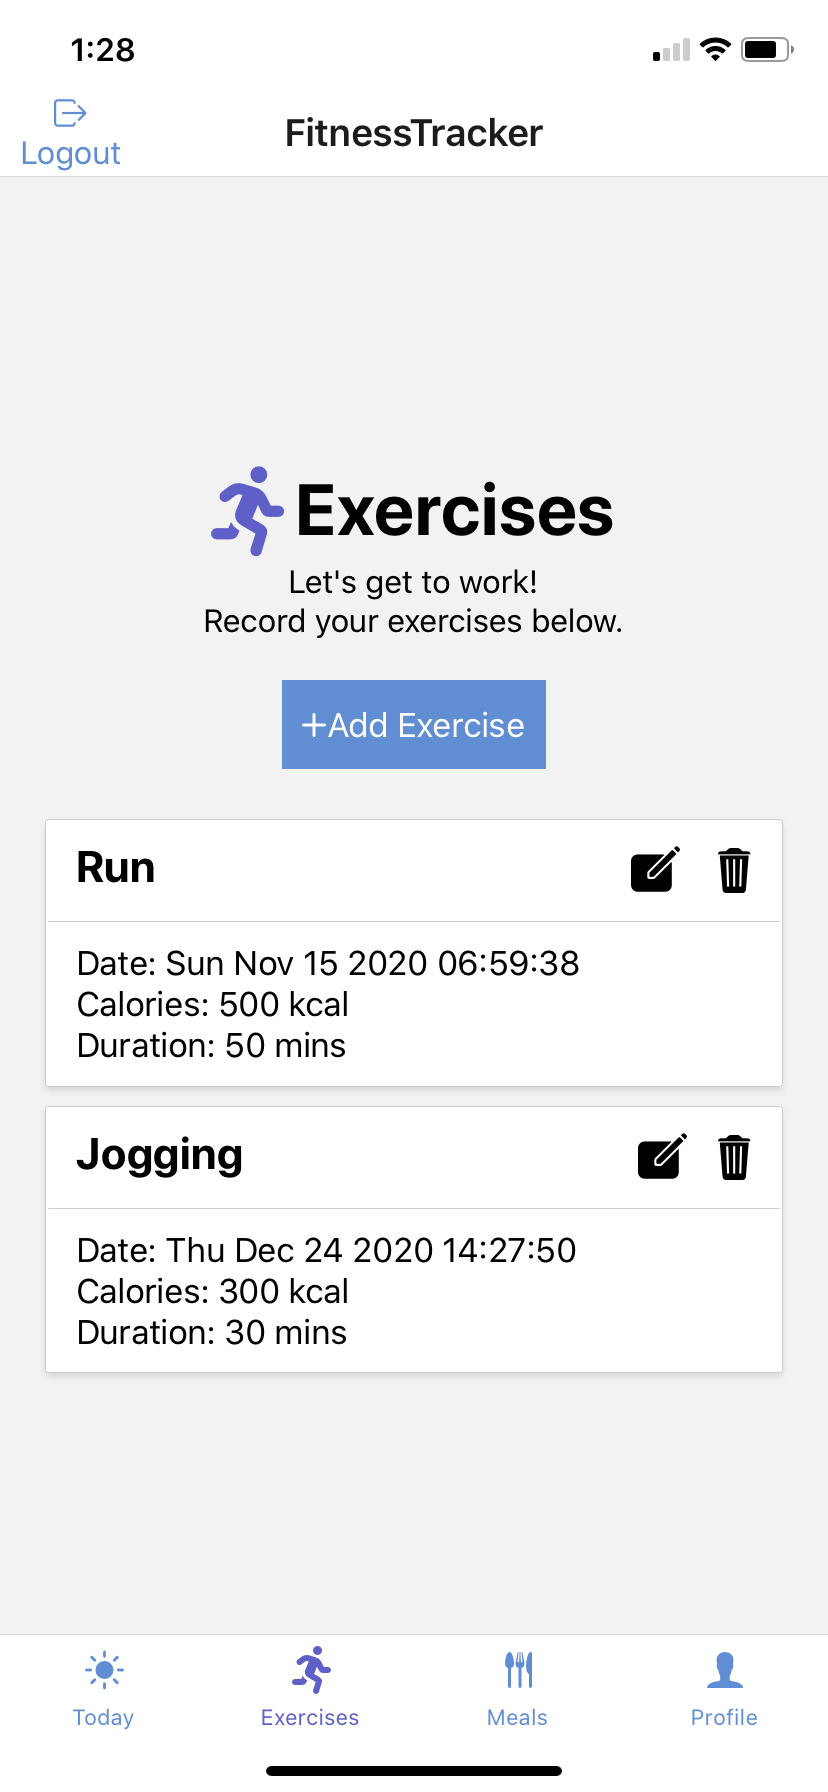 1:28
Logout
FitnessTracker
Exercises
Let's get to work!
Record your exercises below.
+Add Exercise
Run
Date: Sun Nov 15 2020 06:59:38
Calories: 500 kcal
Duration: 50 mins
Jogging
Date: Thu Dec 24 2020 14:27:50
Calories: 300 kcal
Duration: 30 mins
Today
Exercises
Meals
Profile